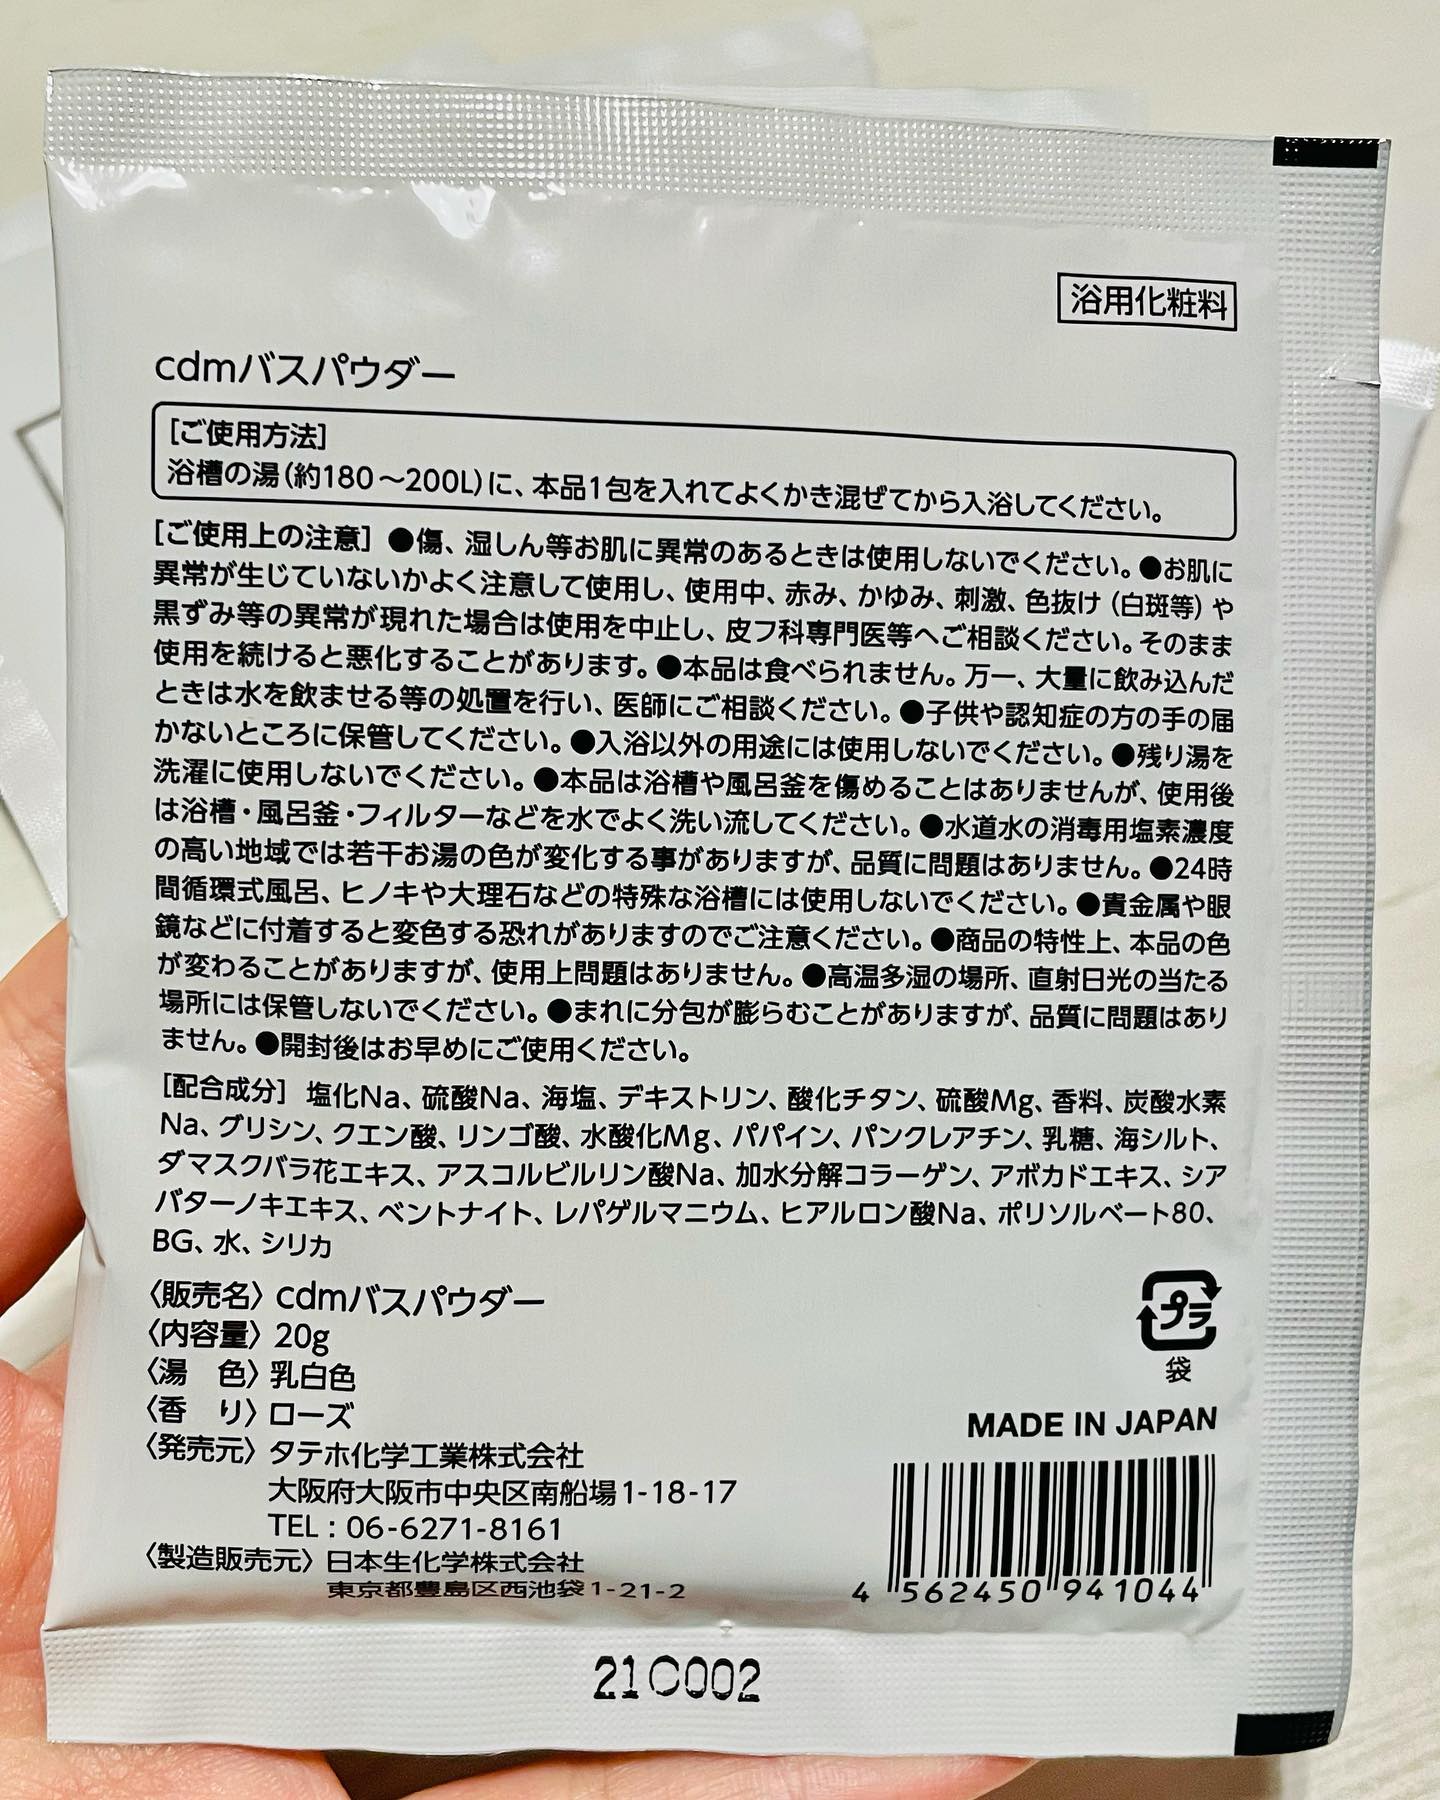 浴用化粧料
cdmバスパウダー
[ご使用方法]
浴槽の湯(約180～200L)に、本品1包を入れてよくかき混ぜてから入浴してください。
[ご使用上の注意] ●傷、湿しん等お肌に異常のあるときは使用しないでください。●お肌に
異常が生じていないかよく注意して使用し、使用中、赤み、かゆみ、刺激、色抜け(白斑等)や
黒ずみ等の異常が現れた場合は使用を中止し、皮フ科専門医等へご相談ください。そのまま
使用を続けると悪化することがあります。●本品は食べられません。万一、大量に飲み込んだ
ときは水を飲ませる等の処置を行い、医師にご相談ください。●子供や認知症の方の手の届
かないところに保管してください。●入浴以外の用途には使用しないでください。●残り湯を
洗濯に使用しないでください。●本品は浴槽や風呂釜を傷めることはありませんが、使用後
は浴槽・風呂釜・フィルターなどを水でよく洗い流してください。●水道水の消毒用塩素濃度
の高い地域では若干お湯の色が変化する事がありますが、品質に問題はありません。●24時
間循環式風呂、ヒノキや大理石などの特殊な浴槽には使用しないでください。●貴金属や眼
鏡などに付着すると変色する恐れがありますのでご注意ください。●商品の特性上、本品の色
が変わることがありますが、使用上問題はありません。●高温多湿の場所、直射日光の当たる
場所には保管しないでください。●まれに分包が膨らむことがありますが、品質に問題はあり
ません。●開封後はお早めにご使用ください。
[配合成分] 塩化Na、硫酸Na、海塩、デキストリン、酸化チタン、硫酸Mg、香料、炭酸水素
Na、グリシン、クエン酸、リンゴ酸、水酸化Mg、パパイン、パンクレアチン、乳糖、海シルト、
ダマスクバラ花エキス、アスコルビルリン酸Na、加水分解コラーゲン、アボカドエキス、シア
バターノキエキス、ベントナイト、レパゲルマニウム、ヒアルロン酸Na、ポリソルベート80、
BG、水、シリカ
〈販売名〉cdmバスパウダー
〈内容量〉20g
〈湯 色〉乳白色
〈香 り〉ローズ
〈発売元〉タテホ化学工業株式会社
大阪府大阪市中央区南船場1-18-17
TEL : 06-6271-8161
〈製造販売元〉日本生化学株式会社
東京都豊島区西池袋1-21-2
プラ
袋
MADE IN JAPAN
4 562450 941044
21C002